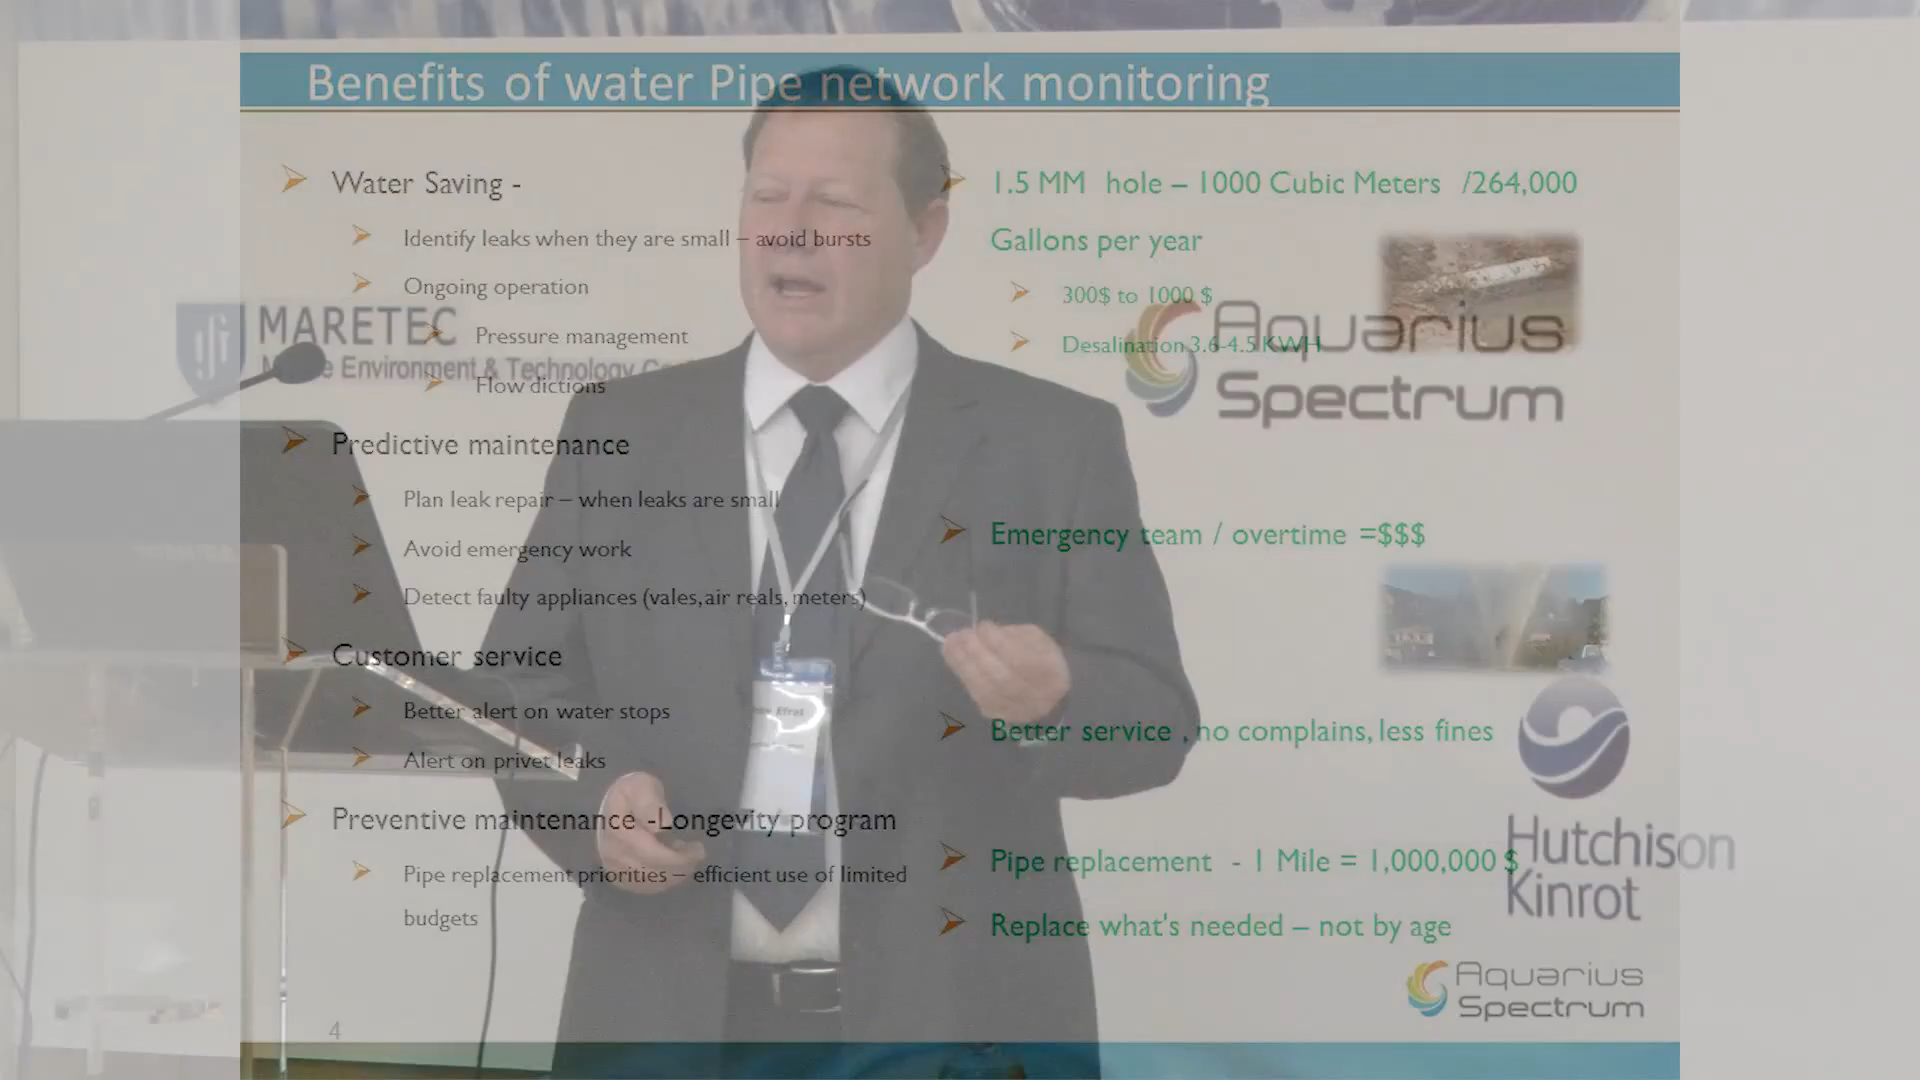 Benefits of water Pipe network monitoring
Water Saving -
Identify leaks when they are small – avoid bursts
Ongoing operation
Pressure management
Flow dictions
Predictive maintenance
Plan leak repair – when leaks are small
Avoid emergency work
Detect faulty appliances (vales, air reals, meters)
Customer service
Better alert on water stops
Alert on privet leaks
Preventive maintenance -Longevity program
Pipe replacement priorities – efficient use of limited
budgets
1.5 MM hole – 1000 Cubic Meters /264,000
Gallons per year
300$ to 1000 $
Desalination 3.6-4.5 KWH
Emergency team / overtime =$$$
Better service , no complains, less fines
Pipe replacement - 1 Mile = 1,000,000 $
Replace what's needed – not by age
Aquarius
Spectrum
4
MARETEC
Environment & Technology
Aquarius
Spectrum
Efrat
Hutchison
Kinrot